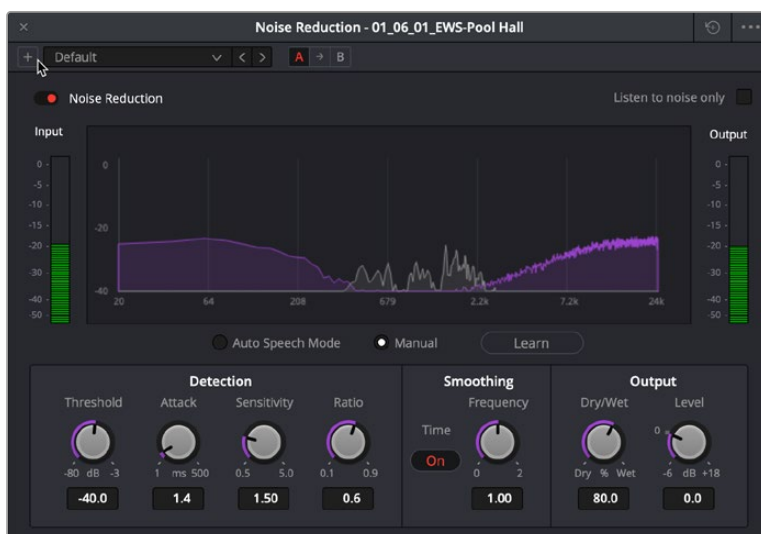 Noise Reduction - 01_06_01_EWS-Pool Hall
+ Default A B
Noise Reduction Listen to noise only
Input Output
0 0 0
-5 -5
-10 -10
-15 -15
-20 -20 -20
-30 -30
-40 -40 -40
-50 -50
20 64 208 679 2.2k 7.2k 24k
Auto Speech Mode Manual Learn
Detection Smoothing Output
Threshold Attack Sensitivity Ratio Frequency Dry/Wet Level
Time 0
On
-80 dB -3 1 ms 500 0.5 5.0 0.1 0.9 0 2 Dry % Wet -6 dB +18
-40.0 1.4 1.50 0.6 1.00 80.0 0.0